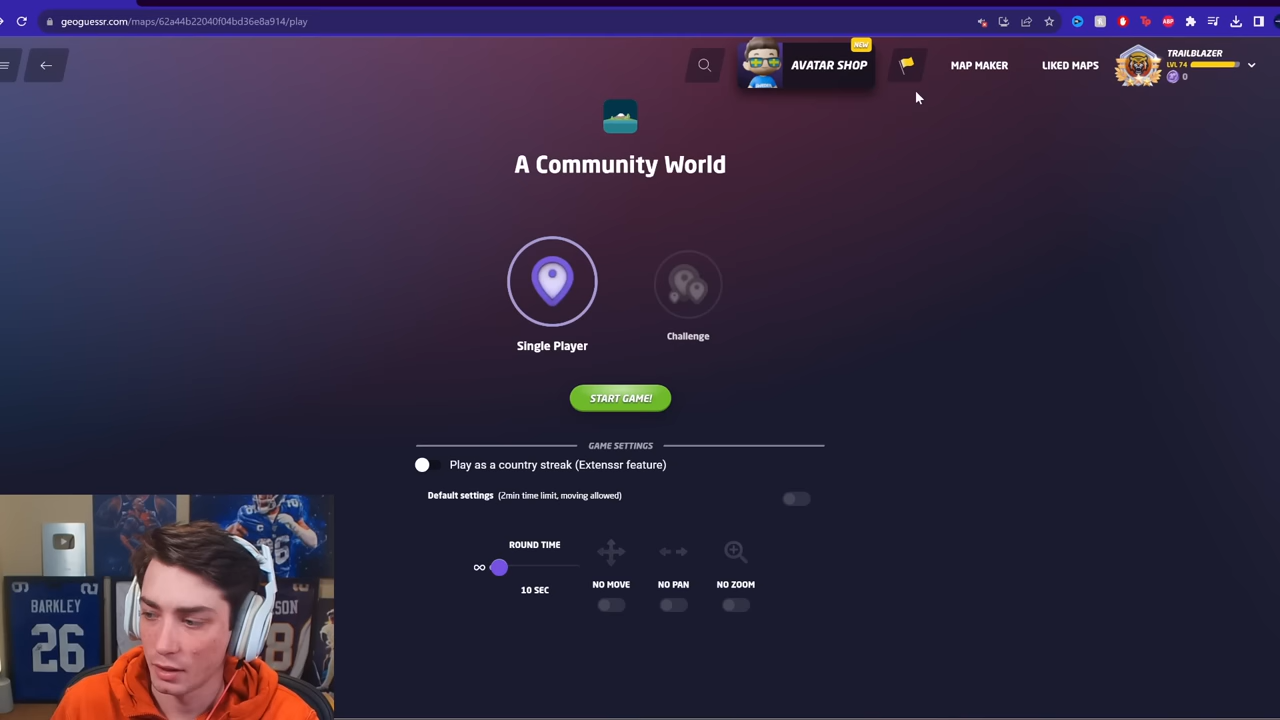 geoguessr.com/maps/62a44b22040f04bd36e8a914/play
NEW
AVATAR SHOP
MAP MAKER
LIKED MAPS
TRAILBLAZER
LVL 74
0
A Community World
Single Player
Challenge
START GAME!
GAME SETTINGS
Play as a country streak (Extenssr feature)
Default settings (2min time limit, moving allowed)
ROUND TIME
∞
10 SEC
NO MOVE
NO PAN
NO ZOOM
BARKLEY
26
SON
8
26